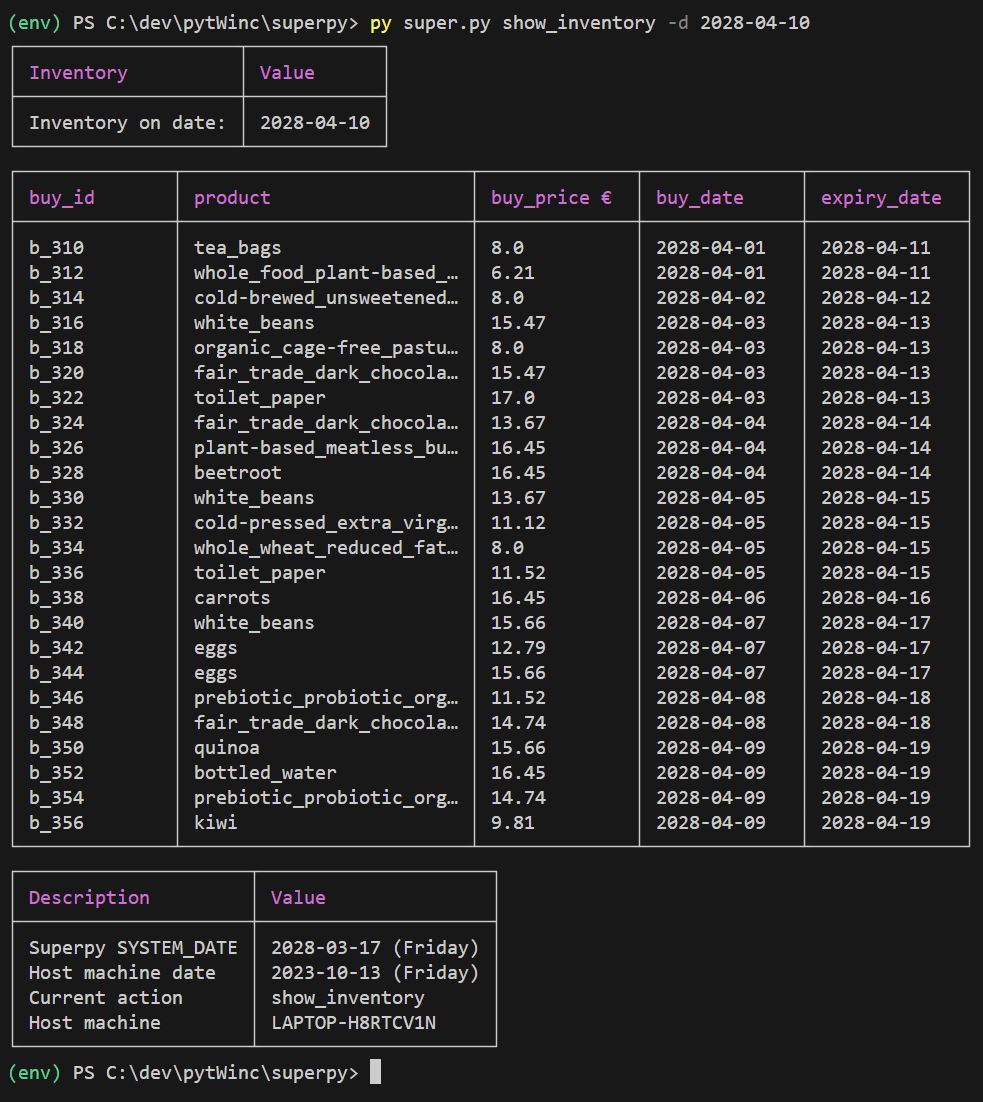 (env) PS C:\dev\pytWinc\superpy> py super.py show_inventory -d 2028-04-10
Inventory Value
Inventory on date: 2028-04-10
buy_id product buy_price € buy_date expiry_date
b_310 tea_bags 8.0 2028-04-01 2028-04-11
b_312 whole_food_plant-based_… 6.21 2028-04-01 2028-04-11
b_314 cold-brewed_unsweetened… 8.0 2028-04-02 2028-04-12
b_316 white_beans 15.47 2028-04-03 2028-04-13
b_318 organic_cage-free_pastu… 8.0 2028-04-03 2028-04-13
b_320 fair_trade_dark_chocola… 15.47 2028-04-03 2028-04-13
b_322 toilet_paper 17.0 2028-04-03 2028-04-13
b_324 fair_trade_dark_chocola… 13.67 2028-04-04 2028-04-14
b_326 plant-based_meatless_bu… 16.45 2028-04-04 2028-04-14
b_328 beetroot 16.45 2028-04-04 2028-04-14
b_330 white_beans 13.67 2028-04-05 2028-04-15
b_332 cold-pressed_extra_virg… 11.12 2028-04-05 2028-04-15
b_334 whole_wheat_reduced_fat… 8.0 2028-04-05 2028-04-15
b_336 toilet_paper 11.52 2028-04-05 2028-04-15
b_338 carrots 16.45 2028-04-06 2028-04-16
b_340 white_beans 15.66 2028-04-07 2028-04-17
b_342 eggs 12.79 2028-04-07 2028-04-17
b_344 eggs 15.66 2028-04-07 2028-04-17
b_346 prebiotic_probiotic_org… 11.52 2028-04-08 2028-04-18
b_348 fair_trade_dark_chocola… 14.74 2028-04-08 2028-04-18
b_350 quinoa 15.66 2028-04-09 2028-04-19
b_352 bottled_water 16.45 2028-04-09 2028-04-19
b_354 prebiotic_probiotic_org… 14.74 2028-04-09 2028-04-19
b_356 kiwi 9.81 2028-04-09 2028-04-19
Description Value
Superpy SYSTEM_DATE 2028-03-17 (Friday)
Host machine date 2023-10-13 (Friday)
Current action show_inventory
Host machine LAPTOP-H8RTCV1N
(env) PS C:\dev\pytWinc\superpy>